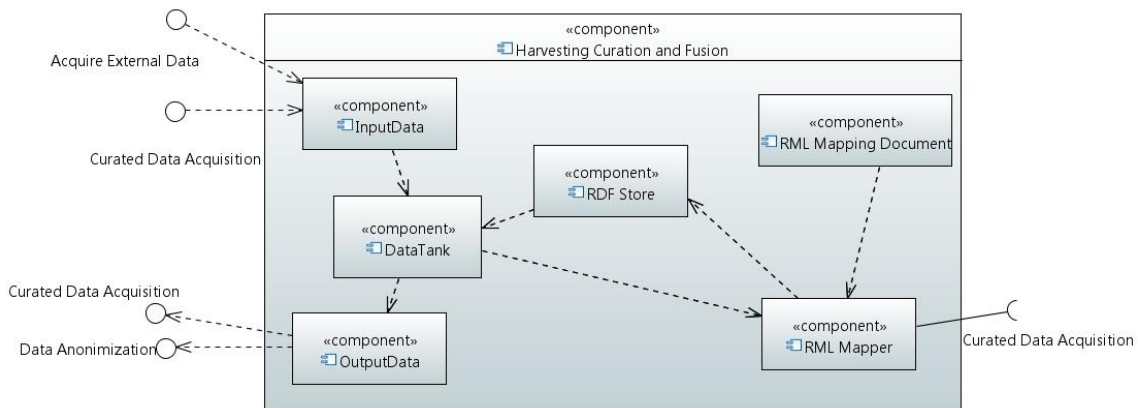 «component»
Harvesting Curation and Fusion
Acquire External Data
«component»
InputData
Curated Data Acquisition
«component»
RML Mapping Document
«component»
RDF Store
«component»
DataTank
Curated Data Acquisition
Data Anonimization
«component»
OutputData
«component»
RML Mapper
Curated Data Acquisition